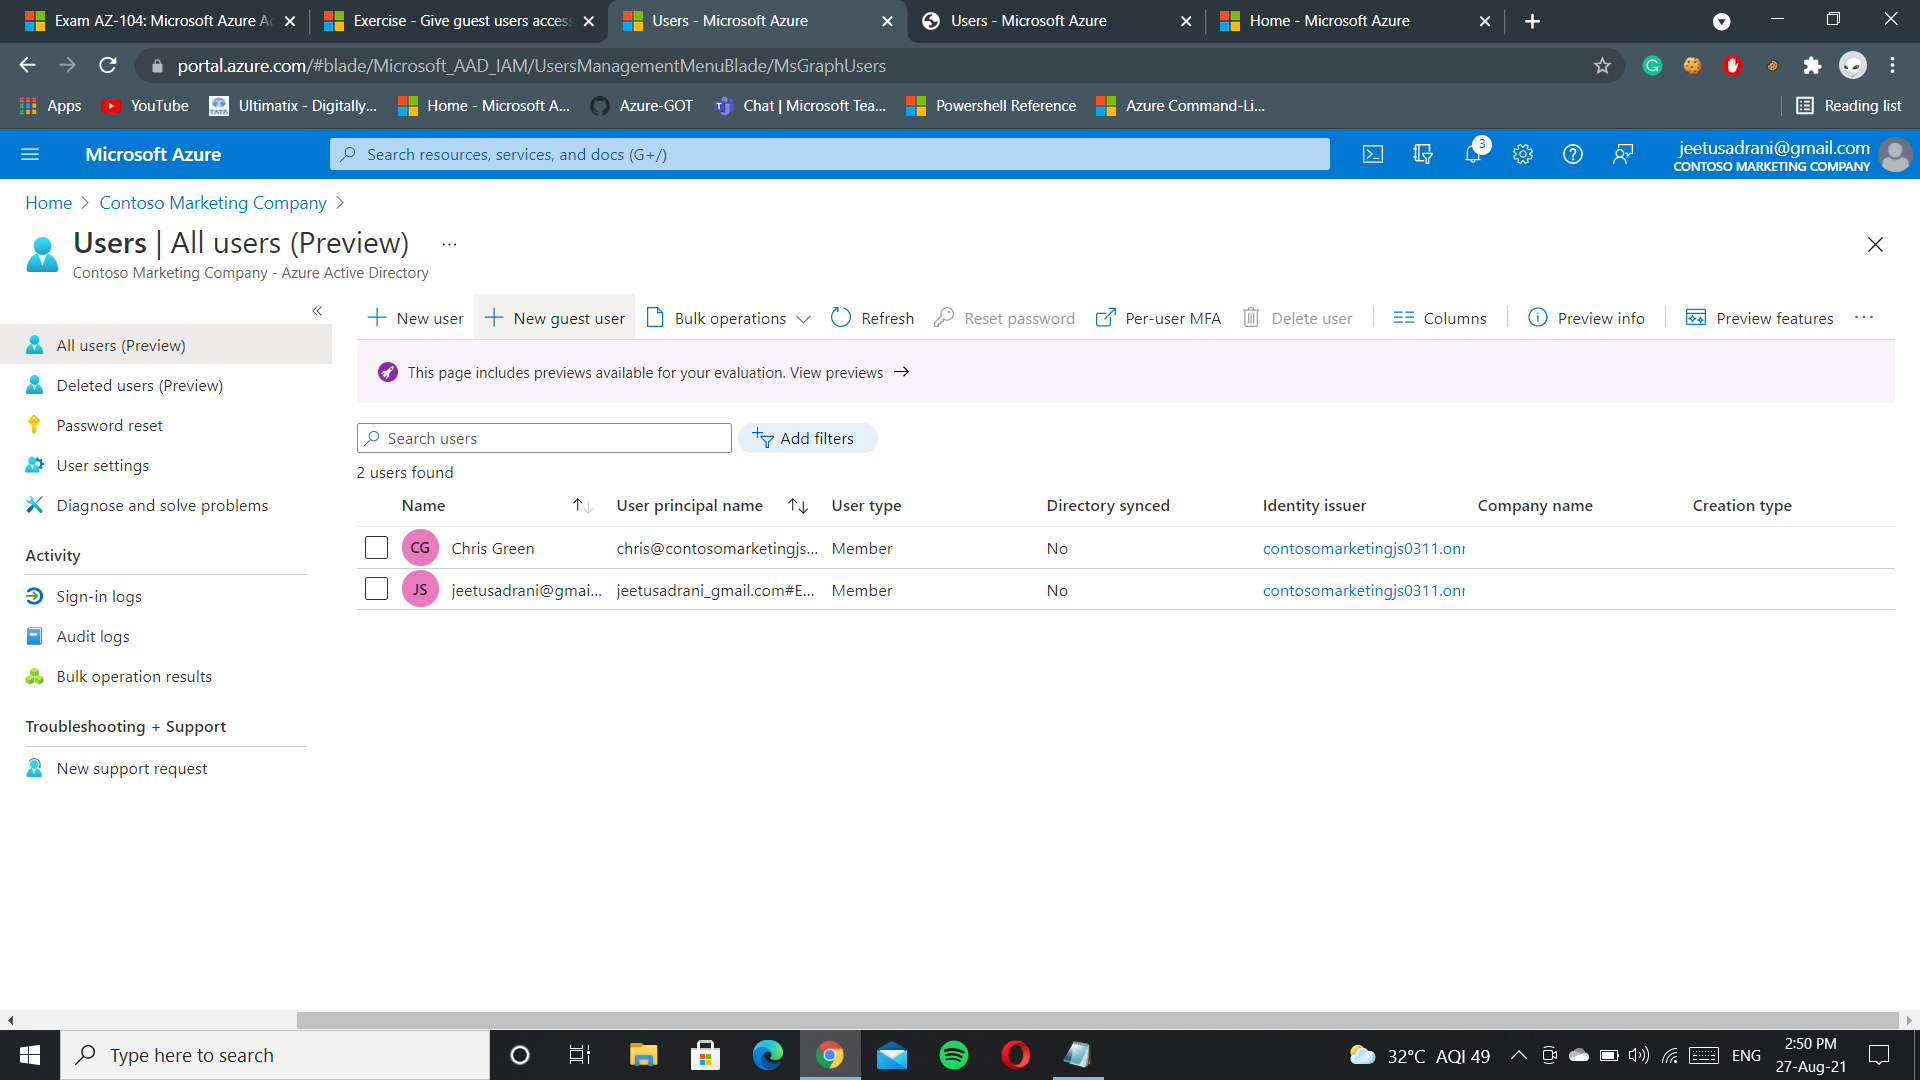 Exam AZ-104: Microsoft Azure A
Exercise - Give guest users access
Users - Microsoft Azure
Users - Microsoft Azure
Home - Microsoft Azure
portal.azure.com/#blade/Microsoft_AAD_IAM/UsersManagementMenuBlade/MsGraphUsers
Apps
YouTube
Ultimatix - Digitally...
Home - Microsoft A...
Azure-GOT
Chat | Microsoft Tea...
Powershell Reference
Azure Command-Li...
Reading list
Microsoft Azure
Search resources, services, and docs (G+/)
3
jeetusadrani@gmail.com
CONTOSO MARKETING COMPANY
Home > Contoso Marketing Company >
Users | All users (Preview) ...
Contoso Marketing Company - Azure Active Directory
All users (Preview)
Deleted users (Preview)
Password reset
User settings
Diagnose and solve problems
Activity
Sign-in logs
Audit logs
Bulk operation results
Troubleshooting + Support
New support request
New user
New guest user
Bulk operations
Refresh
Reset password
Per-user MFA
Delete user
Columns
Preview info
Preview features
...
This page includes previews available for your evaluation. View previews →
Search users
Add filters
2 users found
Name
User principal name
User type
Directory synced
Identity issuer
Company name
Creation type
CG Chris Green chris@contosomarketingjs... Member No contosomarketingjs0311.onr
JS jeetusadrani@gmai... jeetusadrani_gmail.com#E... Member No contosomarketingjs0311.onr
Type here to search
32°C AQI 49
ENG
2:50 PM
27-Aug-21